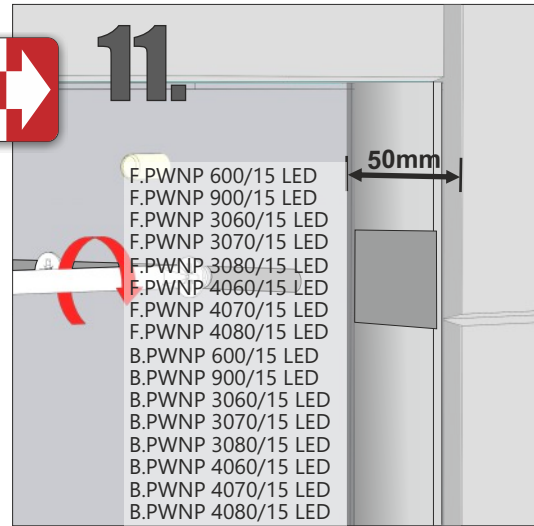 11.
50mm
F.PWNP 600/15 LED
F.PWNP 900/15 LED
F.PWNP 3060/15 LED
F.PWNP 3070/15 LED
F.PWNP 3080/15 LED
F.PWNP 4060/15 LED
F.PWNP 4070/15 LED
F.PWNP 4080/15 LED
B.PWNP 600/15 LED
B.PWNP 900/15 LED
B.PWNP 3060/15 LED
B.PWNP 3070/15 LED
B.PWNP 3080/15 LED
B.PWNP 4060/15 LED
B.PWNP 4070/15 LED
B.PWNP 4080/15 LED